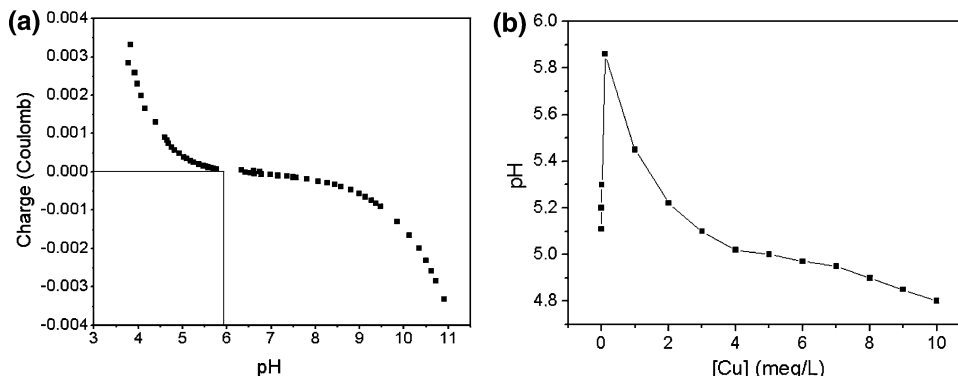 (a)
Charge (Coulomb)
0.004
0.003
0.002
0.001
0.000
-0.001
-0.002
-0.003
-0.004
3 4 5 6 7 8 9 10 11
pH
(b)
pH
6.0
5.8
5.6
5.4
5.2
5.0
4.8
0 2 4 6 8 10
[Cu] (meg/L)